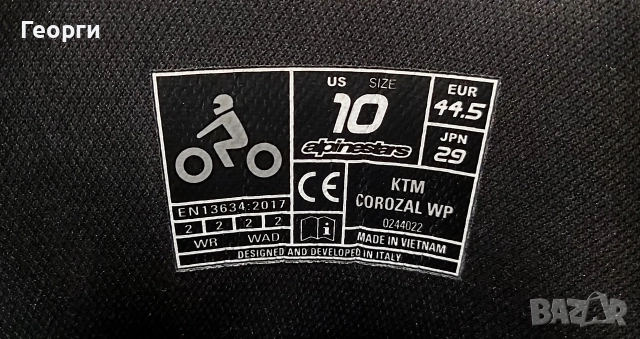 Георги
US SIZE
10
alpinestars
EUR
44.5
JPN
29
EN13634:2017
2 2 2 2
WR WAD
CE
i
KTM
COROZAL WP
0244022
MADE IN VIETNAM
DESIGNED AND DEVELOPED IN ITALY
BAZAR